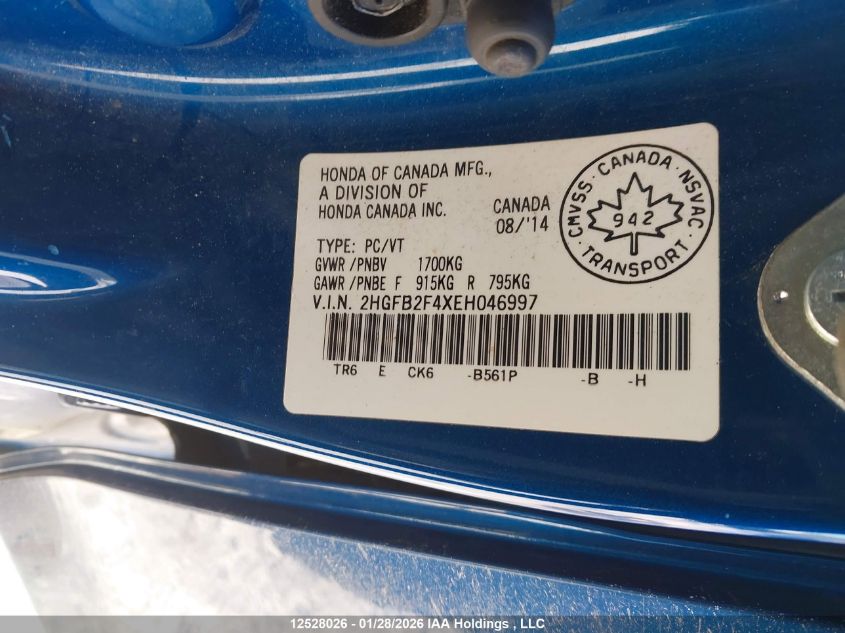 HONDA OF CANADA MFG.,
A DIVISION OF
HONDA CANADA INC.
CANADA
08/'14
CMVSS · CANADA · NSVAC ·
942
TRANSPORT
TYPE: PC/VT
GVWR/PNBV 1700KG
GAWR/PNBE F 915KG R 795KG
V.I.N. 2HGFB2F4XEH046997
TR6 E CK6 -B561P -B -H
12528026 - 01/28/2026 IAA Holdings , LLC